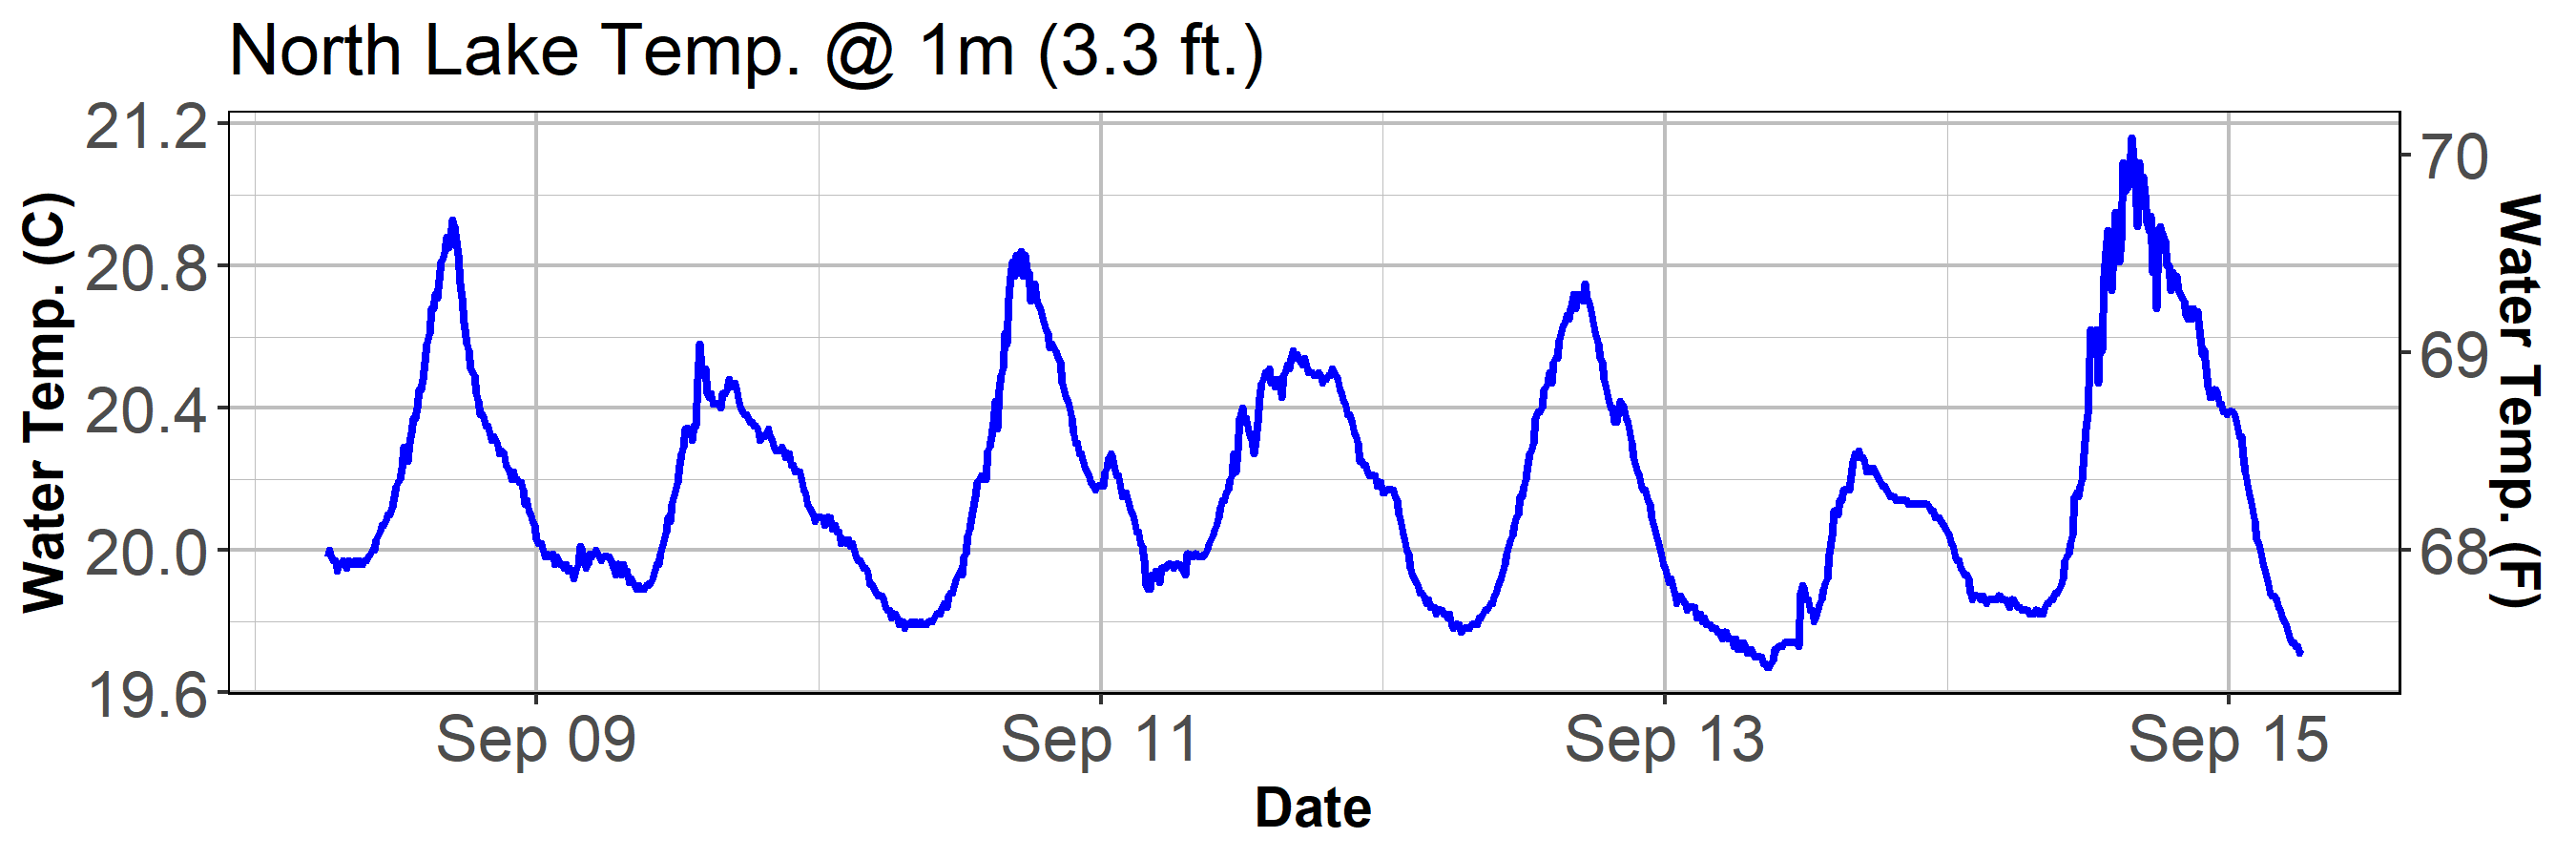 North Lake Temp. @ 1m (3.3 ft.)
Water Temp. (C)
21.2
20.8
20.4
20.0
19.6
70
69
68
Water Temp. (F)
Sep 09 Sep 11 Sep 13 Sep 15
Date